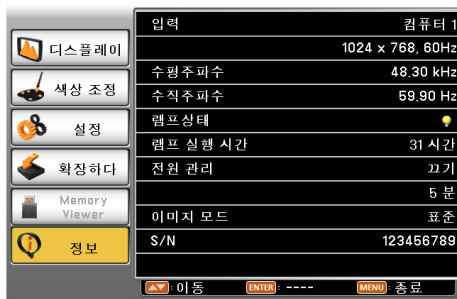 디스플레이
색상 조정
설정
확장하다
Memory
Viewer
정보
입력 컴퓨터 1
1024 x 768, 60Hz
수평주파수 48.30 kHz
수직주파수 59.90 Hz
램프상태
램프 실행 시간 31 시간
전원 관리 끄기
5 분
이미지 모드 표준
S/N 123456789
:이동 ENTER : ---- MENU :종료